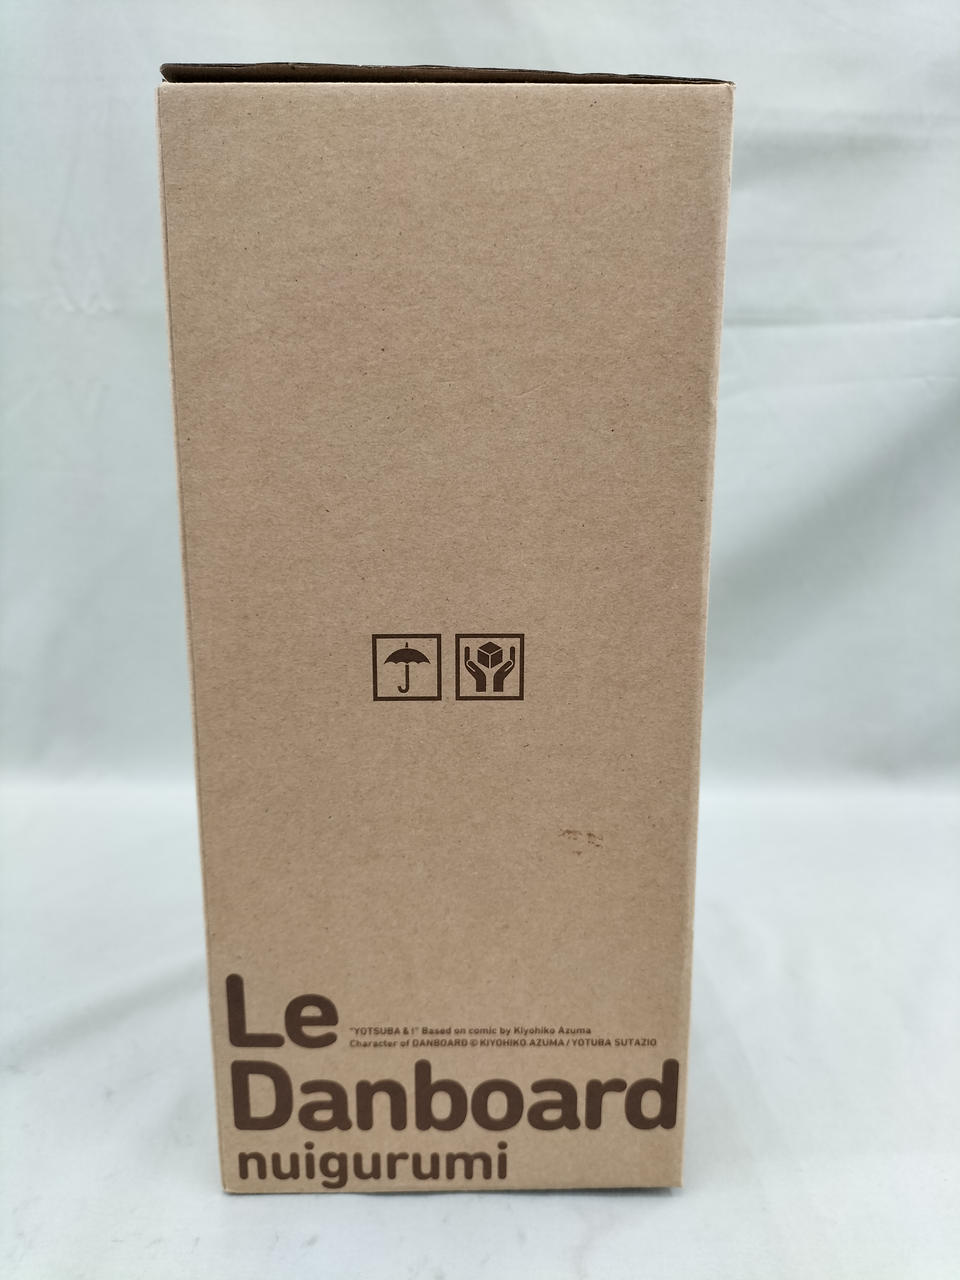 Le
"YOTSUBA & !" Based on comic by Kiyohiko Azuma
Character of DANBOARD © KIYOHIKO AZUMA / YOTUBA SUTAZIO
Danboard
nuigurumi